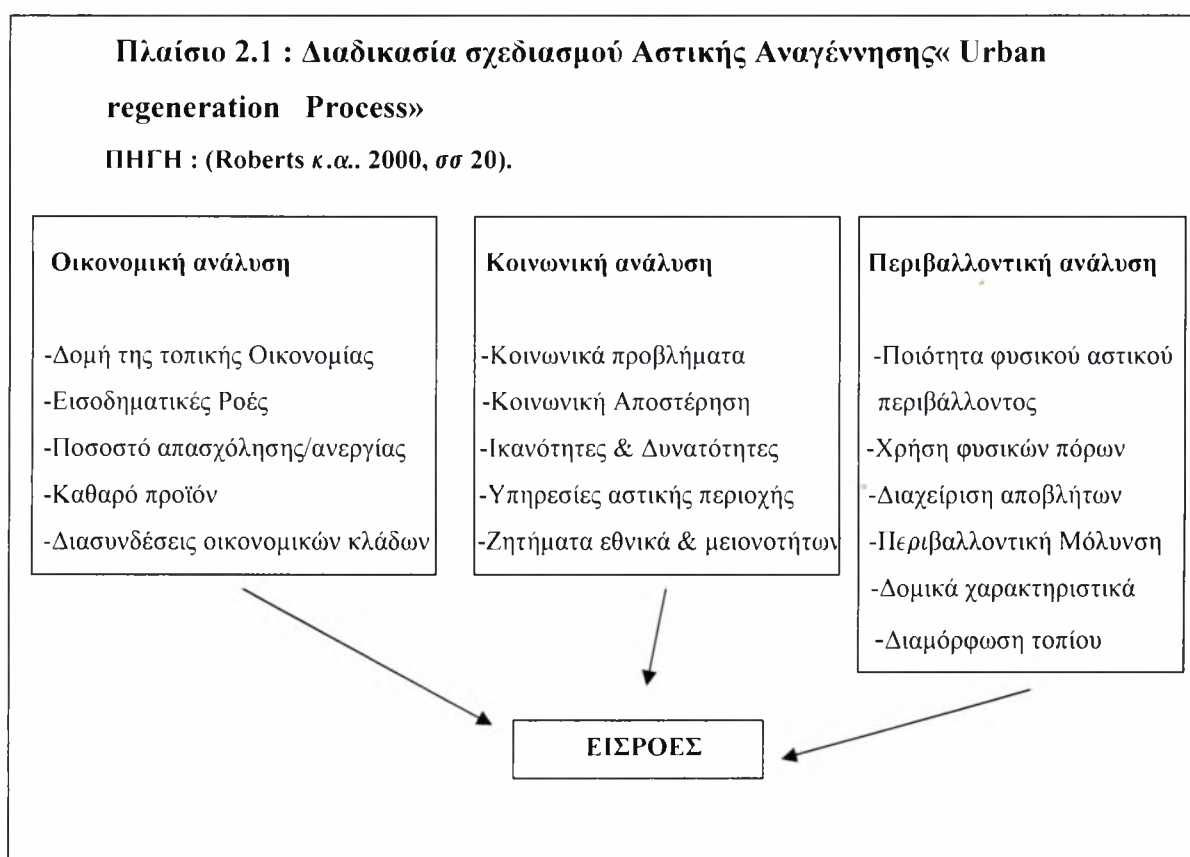 Πλαίσιο 2.1 : Διαδικασία σχεδιασμού Αστικής Αναγέννησης« Urban
regeneration Process»
ΠΗΓΗ : (Roberts κ.α.. 2000, σσ 20).
Οικονομική ανάλυση
-Δομή της τοπικής Οικονομίας
-Εισοδηματικές Ροές
-Ποσοστό απασχόλησης/ανεργίας
-Καθαρό προϊόν
-Διασυνδέσεις οικονομικών κλάδων
Κοινωνική ανάλυση
-Κοινωνικά προβλήματα
-Κοινωνική Αποστέρηση
-Ικανότητες & Δυνατότητες
-Υπηρεσίες αστικής περιοχής
-Ζητήματα εθνικά & μειονοτήτων
Περιβαλλοντική ανάλυση
-Ποιότητα φυσικού αστικού
περιβάλλοντος
-Χρήση φυσικών πόρων
-Διαχείριση αποβλήτων
-Περιβαλλοντική Μόλυνση
-Δομικά χαρακτηριστικά
-Διαμόρφωση τοπίου
ΕΙΣΡΟΕΣ